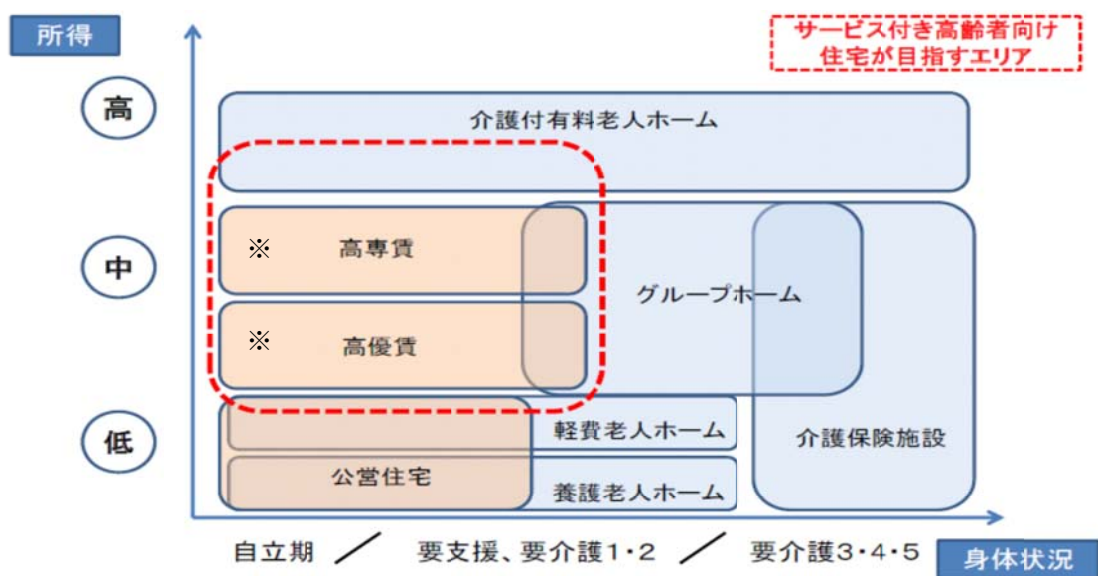 所得
サービス付き高齢者向け
住宅が目指すエリア
高
介護付有料老人ホーム
中
※ 高専賃
グループホーム
※ 高優賃
低
軽費老人ホーム
介護保険施設
公営住宅
養護老人ホーム
自立期 / 要支援、要介護1・2 / 要介護3・4・5
身体状況